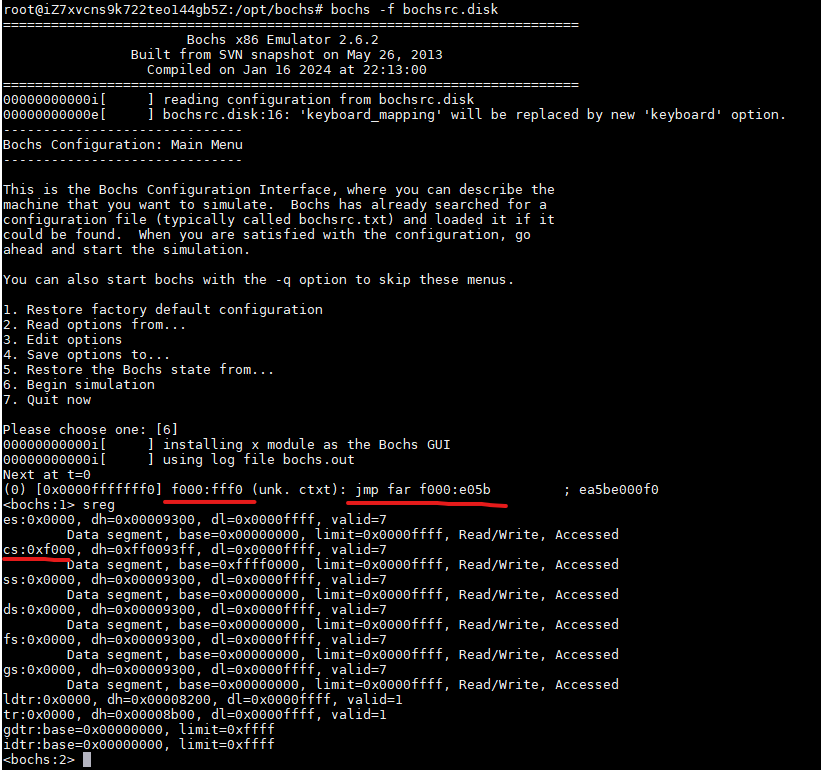 root@iZ7xvcns9k722teo144gb5Z:/opt/bochs# bochs -f bochsrc.disk
========================================================================
Bochs x86 Emulator 2.6.2
Built from SVN snapshot on May 26, 2013
Compiled on Jan 16 2024 at 22:13:00
========================================================================
00000000000i[     ] reading configuration from bochsrc.disk
00000000000e[     ] bochsrc.disk:16: 'keyboard_mapping' will be replaced by new 'keyboard' option.
------------------------------
Bochs Configuration: Main Menu
------------------------------

This is the Bochs Configuration Interface, where you can describe the
machine that you want to simulate.  Bochs has already searched for a
configuration file (typically called bochsrc.txt) and loaded it if it
could be found.  When you are satisfied with the configuration, go
ahead and start the simulation.

You can also start bochs with the -q option to skip these menus.

1. Restore factory default configuration
2. Read options from...
3. Edit options
4. Save options to...
5. Restore the Bochs state from...
6. Begin simulation
7. Quit now

Please choose one: [6]
00000000000i[     ] installing x module as the Bochs GUI
00000000000i[     ] using log file bochs.out
Next at t=0
(0) [0x0000fffffff0] f000:fff0 (unk. ctxt): jmp far f000:e05b         ; ea5be000f0
<bochs:1> sreg
es:0x0000, dh=0x00009300, dl=0x0000ffff, valid=7
        Data segment, base=0x00000000, limit=0x0000ffff, Read/Write, Accessed
cs:0xf000, dh=0xff0093ff, dl=0x0000ffff, valid=7
        Data segment, base=0xffff0000, limit=0x0000ffff, Read/Write, Accessed
ss:0x0000, dh=0x00009300, dl=0x0000ffff, valid=7
        Data segment, base=0x00000000, limit=0x0000ffff, Read/Write, Accessed
ds:0x0000, dh=0x00009300, dl=0x0000ffff, valid=7
        Data segment, base=0x00000000, limit=0x0000ffff, Read/Write, Accessed
fs:0x0000, dh=0x00009300, dl=0x0000ffff, valid=7
        Data segment, base=0x00000000, limit=0x0000ffff, Read/Write, Accessed
gs:0x0000, dh=0x00009300, dl=0x0000ffff, valid=7
        Data segment, base=0x00000000, limit=0x0000ffff, Read/Write, Accessed
ldtr:0x0000, dh=0x00008200, dl=0x0000ffff, valid=1
tr:0x0000, dh=0x00008b00, dl=0x0000ffff, valid=1
gdtr:base=0x00000000, limit=0xffff
idtr:base=0x00000000, limit=0xffff
<bochs:2>